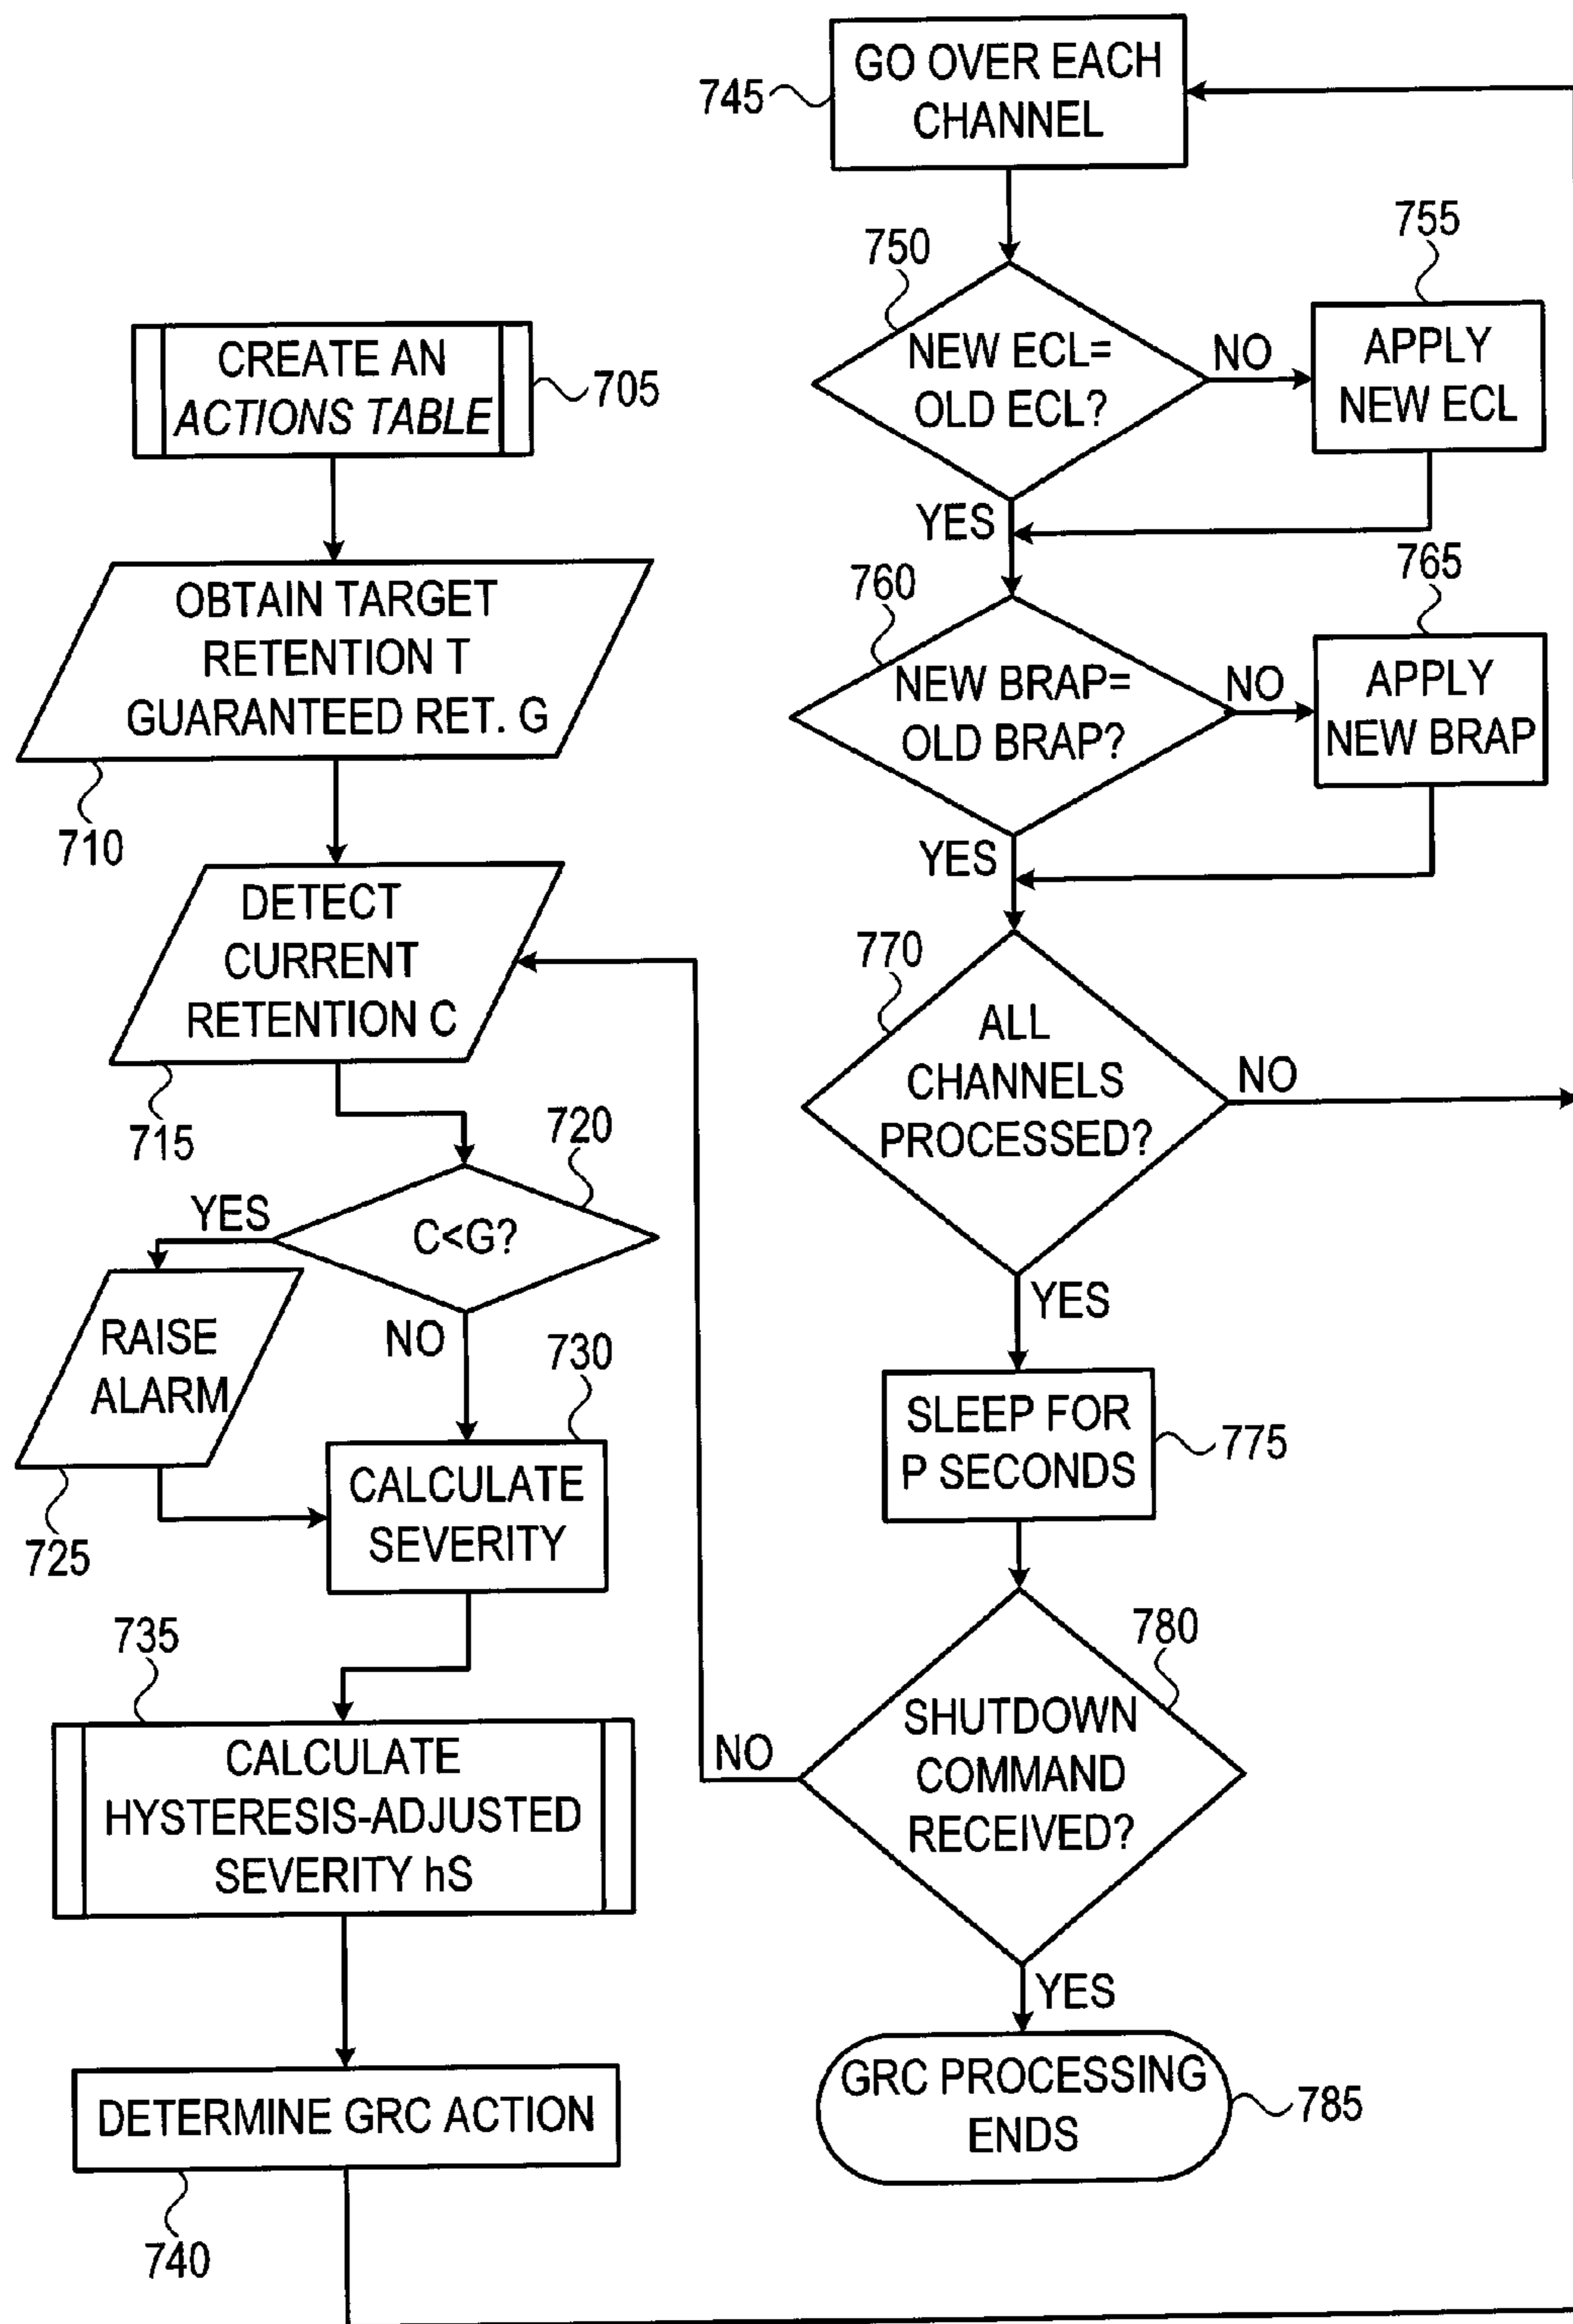 CREATE AN
ACTIONS TABLE
705
OBTAIN TARGET
RETENTION T
GUARANTEED RET. G
710
DETECT
CURRENT
RETENTION C
715
720
C<G?
YES
NO
RAISE
ALARM
725
730
CALCULATE
SEVERITY
735
CALCULATE
HYSTERESIS-ADJUSTED
SEVERITY hS
DETERMINE GRC ACTION
740
GO OVER EACH
CHANNEL
745
750
NEW ECL=
OLD ECL?
NO
YES
755
APPLY
NEW ECL
760
NEW BRAP=
OLD BRAP?
NO
YES
765
APPLY
NEW BRAP
770
ALL
CHANNELS
PROCESSED?
NO
YES
SLEEP FOR
P SECONDS
775
780
SHUTDOWN
COMMAND
RECEIVED?
NO
YES
GRC PROCESSING
ENDS
785